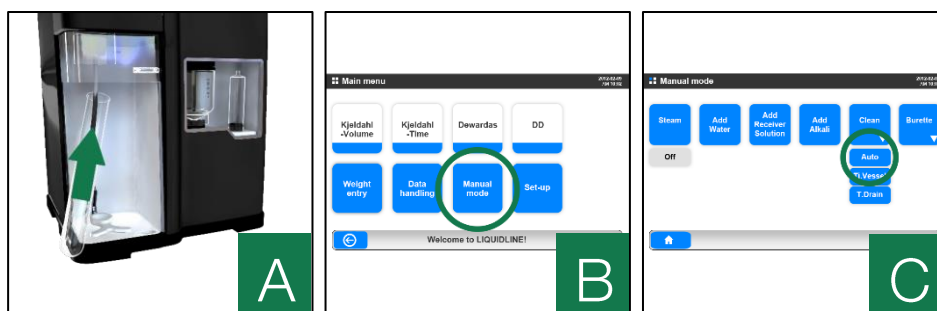 A
Main menu
Kjeldahl
-Volume
Kjeldahl
-Time
Dewardas
DD
Weight
entry
Data
handling
Manual
mode
Set-up
Welcome to LIQUIDLINE!
B
Manual mode
Steam
Add
Water
Add
Receiver
Solution
Add
Alkali
Clean
Burette
Off
Auto
Ti.Vessel
T.Drain
C